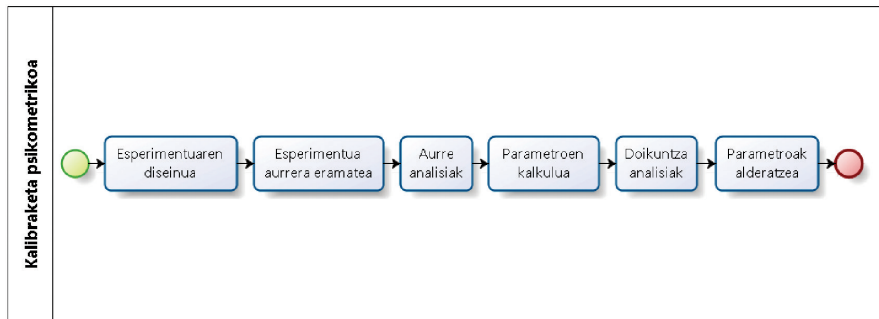 Kalibraketa psikometrikoa
Esperimentuaren
diseinua
Esperimentua
aurrera eramatea
Aurre
analisiak
Parametroen
kalkulua
Doikuntza
analisiak
Parametroak
alderatzea